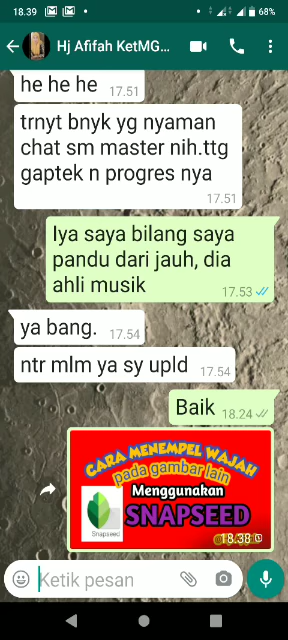 18.39
68%
Hj Afifah KetMG...
he he he
17.51
trnyt bnyk yg nyaman
chat sm master nih.ttg
gaptek n progres nya
17.51
Iya saya bilang saya
pandu dari jauh, dia
ahli musik
17.53
ya bang.
17.54
ntr mlm ya sy upld
17.54
Baik
18.24
CARA MENEMPEL WAJAH
pada gambar lain
Menggunakan
SNAPSEED
Snapseed
18.38
Ketik pesan